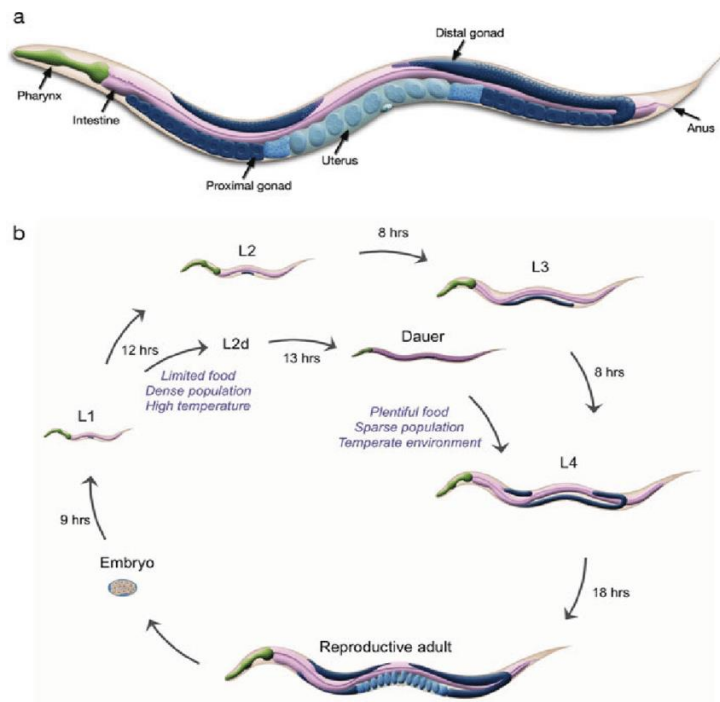 a
Distal gonad
Pharynx
Intestine
Uterus
Proximal gonad
Anus
b
8 hrs
L2
L3
12 hrs
L2d
13 hrs
Dauer
Limited food
Dense population
High temperature
8 hrs
L1
Plentiful food
Sparse population
Temperate environment
L4
9 hrs
Embryo
18 hrs
Reproductive adult